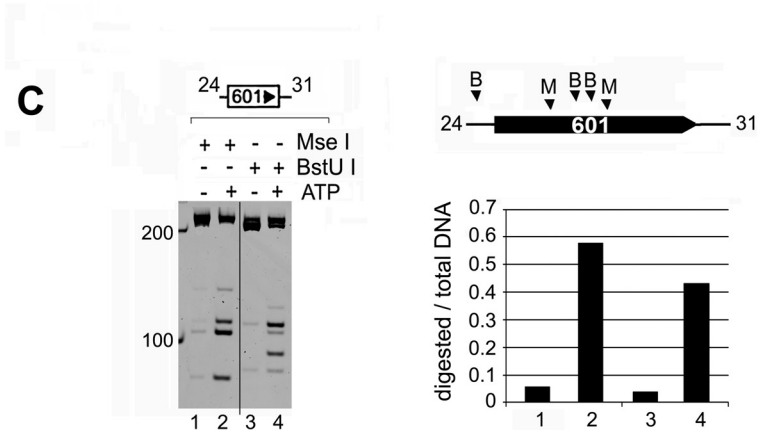 C
24 601 31
+ + - - Mse I
- - + + BstU I
- + - + ATP
200
100
1 2 3 4
B M B B M
24 601 31
digested / total DNA
0.7
0.6
0.5
0.4
0.3
0.2
0.1
0
1 2 3 4